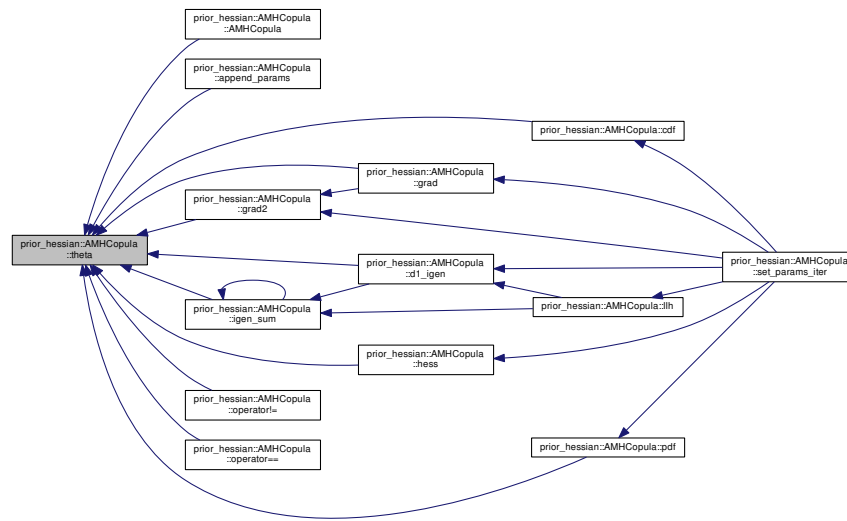 prior_hessian::AMHCopula
::AMHCopula
prior_hessian::AMHCopula
::append_params
prior_hessian::AMHCopula::cdf
prior_hessian::AMHCopula
::grad
prior_hessian::AMHCopula
::grad2
prior_hessian::AMHCopula
::theta
prior_hessian::AMHCopula
::d1_igen
prior_hessian::AMHCopula
::set_params_iter
prior_hessian::AMHCopula
::igen_sum
prior_hessian::AMHCopula::llh
prior_hessian::AMHCopula
::hess
prior_hessian::AMHCopula
::operator!=
prior_hessian::AMHCopula
::operator==
prior_hessian::AMHCopula::pdf